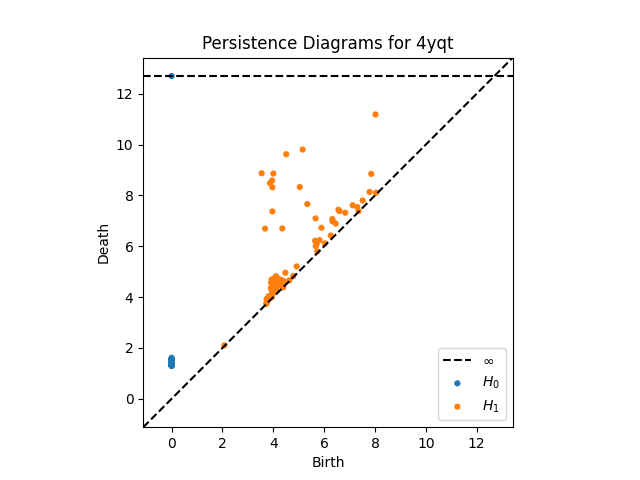 Persistence Diagrams for 4yqt
12
10
8
6
4
2
0
Death
0 2 4 6 8 10 12
Birth
∞
H₀
H₁